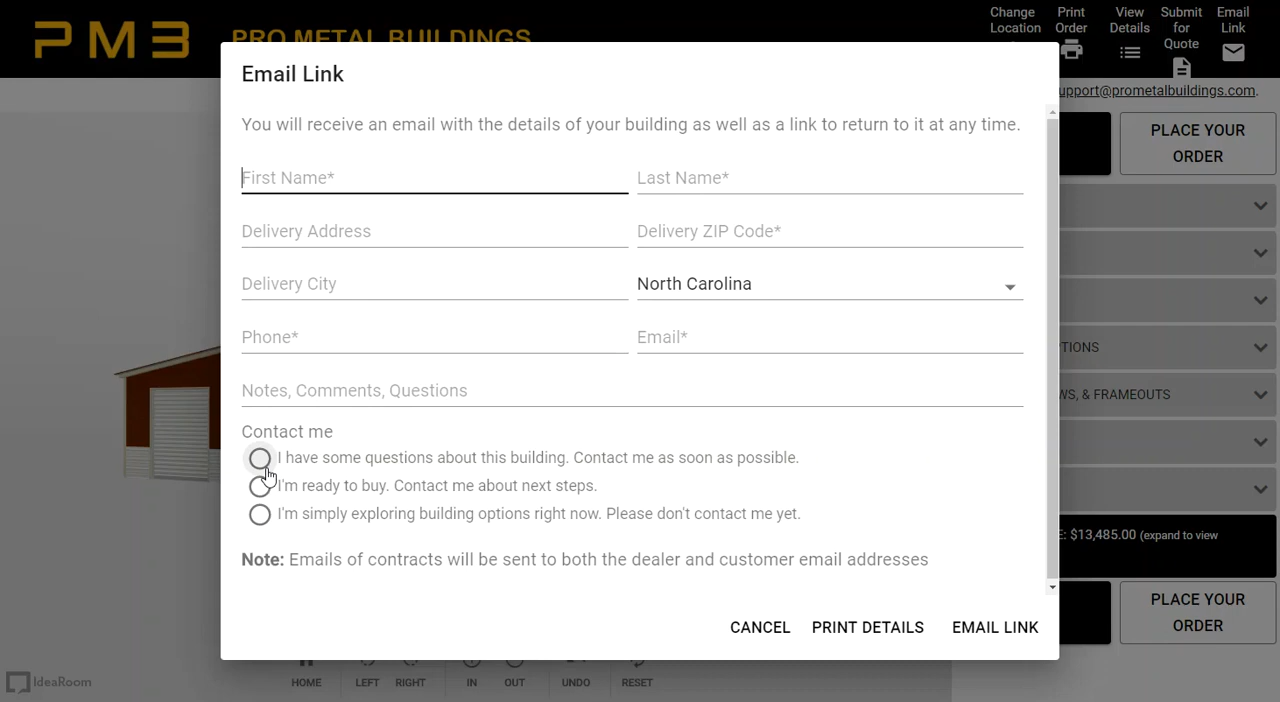 PMB
PRO METAL BUILDINGS
Change Location
Print Order
View Details
Submit for Quote
Email Link
upport@prometalbuildings.com.
PLACE YOUR
ORDER
Email Link
You will receive an email with the details of your building as well as a link to return to it at any time.
First Name*
Last Name*
Delivery Address
Delivery ZIP Code*
Delivery City
North Carolina
Phone*
Email*
Notes, Comments, Questions
Contact me
I have some questions about this building. Contact me as soon as possible.
I'm ready to buy. Contact me about next steps.
I'm simply exploring building options right now. Please don't contact me yet.
Note: Emails of contracts will be sent to both the dealer and customer email addresses
CANCEL
PRINT DETAILS
EMAIL LINK
TIONS
WS, & FRAMEOUTS
E: $13,485.00 (expand to view
PLACE YOUR
ORDER
IdeaRoom
HOME
LEFT
RIGHT
IN
OUT
UNDO
RESET